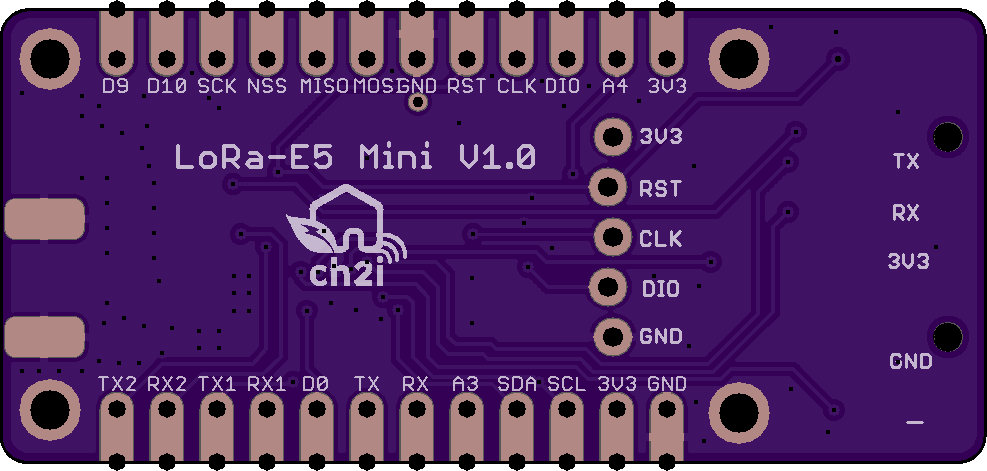 D9 D10 SCK NSS MISO MOSI GND RST CLK DIO A4 3V3
LoRa-E5 Mini V1.0
ch2i
3V3
RST
CLK
DIO
GND
TX
RX
3V3
GND
–
TX2 RX2 TX1 RX1 D0 TX RX A3 SDA SCL 3V3 GND